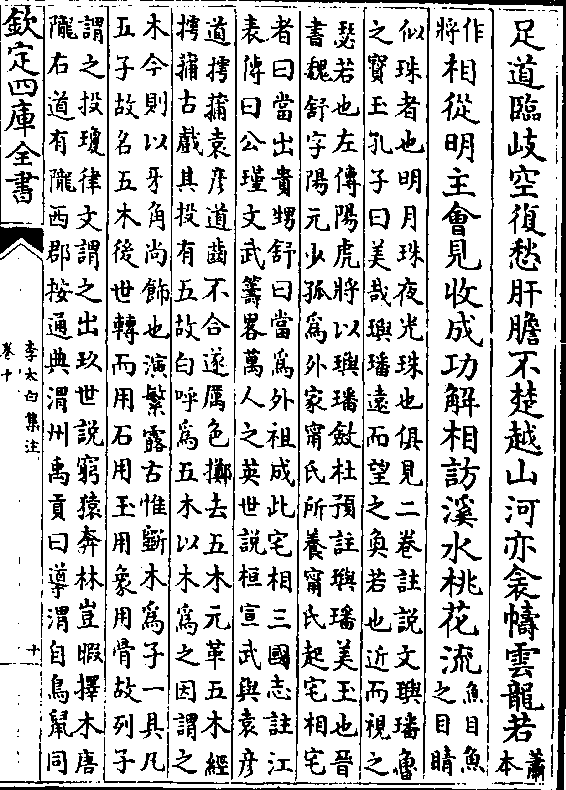 足道臨歧空復愁肝膽不楚越山河亦衾幬雲龍若蕭本
作將相從明主會見收成功解相訪溪水桃花流魚目魚之目睛
似珠者也明月珠夜光珠也俱見二卷註說文璵璠魯
之寶玉孔子曰美哉璵璠遠而望之奐若也近而視之
瑟若也左傳陽虎將以璵璠斂杜預註璵璠美玉也晉
書魏舒字陽元少孤為外家甯氏所養甯氏起宅相宅
者曰當出貴甥舒曰當為外祖成此宅相三國志註江
表傳曰公瑾文武籌畧萬人之英世說桓宣武與袁彦
道摴蒱袁彦道齒不合遂厲色擲去五木元革五木經
摴蒱古戲其投有五故白呼為五木以木為之因謂之
木今則以牙角尚飾也演繁露古惟斵木為子一具凡
五子故名五木後世轉而用石用玉用象用骨故列子
謂之投瓊律文謂之出玖世說窮猿奔林豈暇擇木唐
隴右道有隴西郡按通典渭州禹貢曰導渭自鳥鼠同
欽定四庫全書
李太白集注
卷十
十